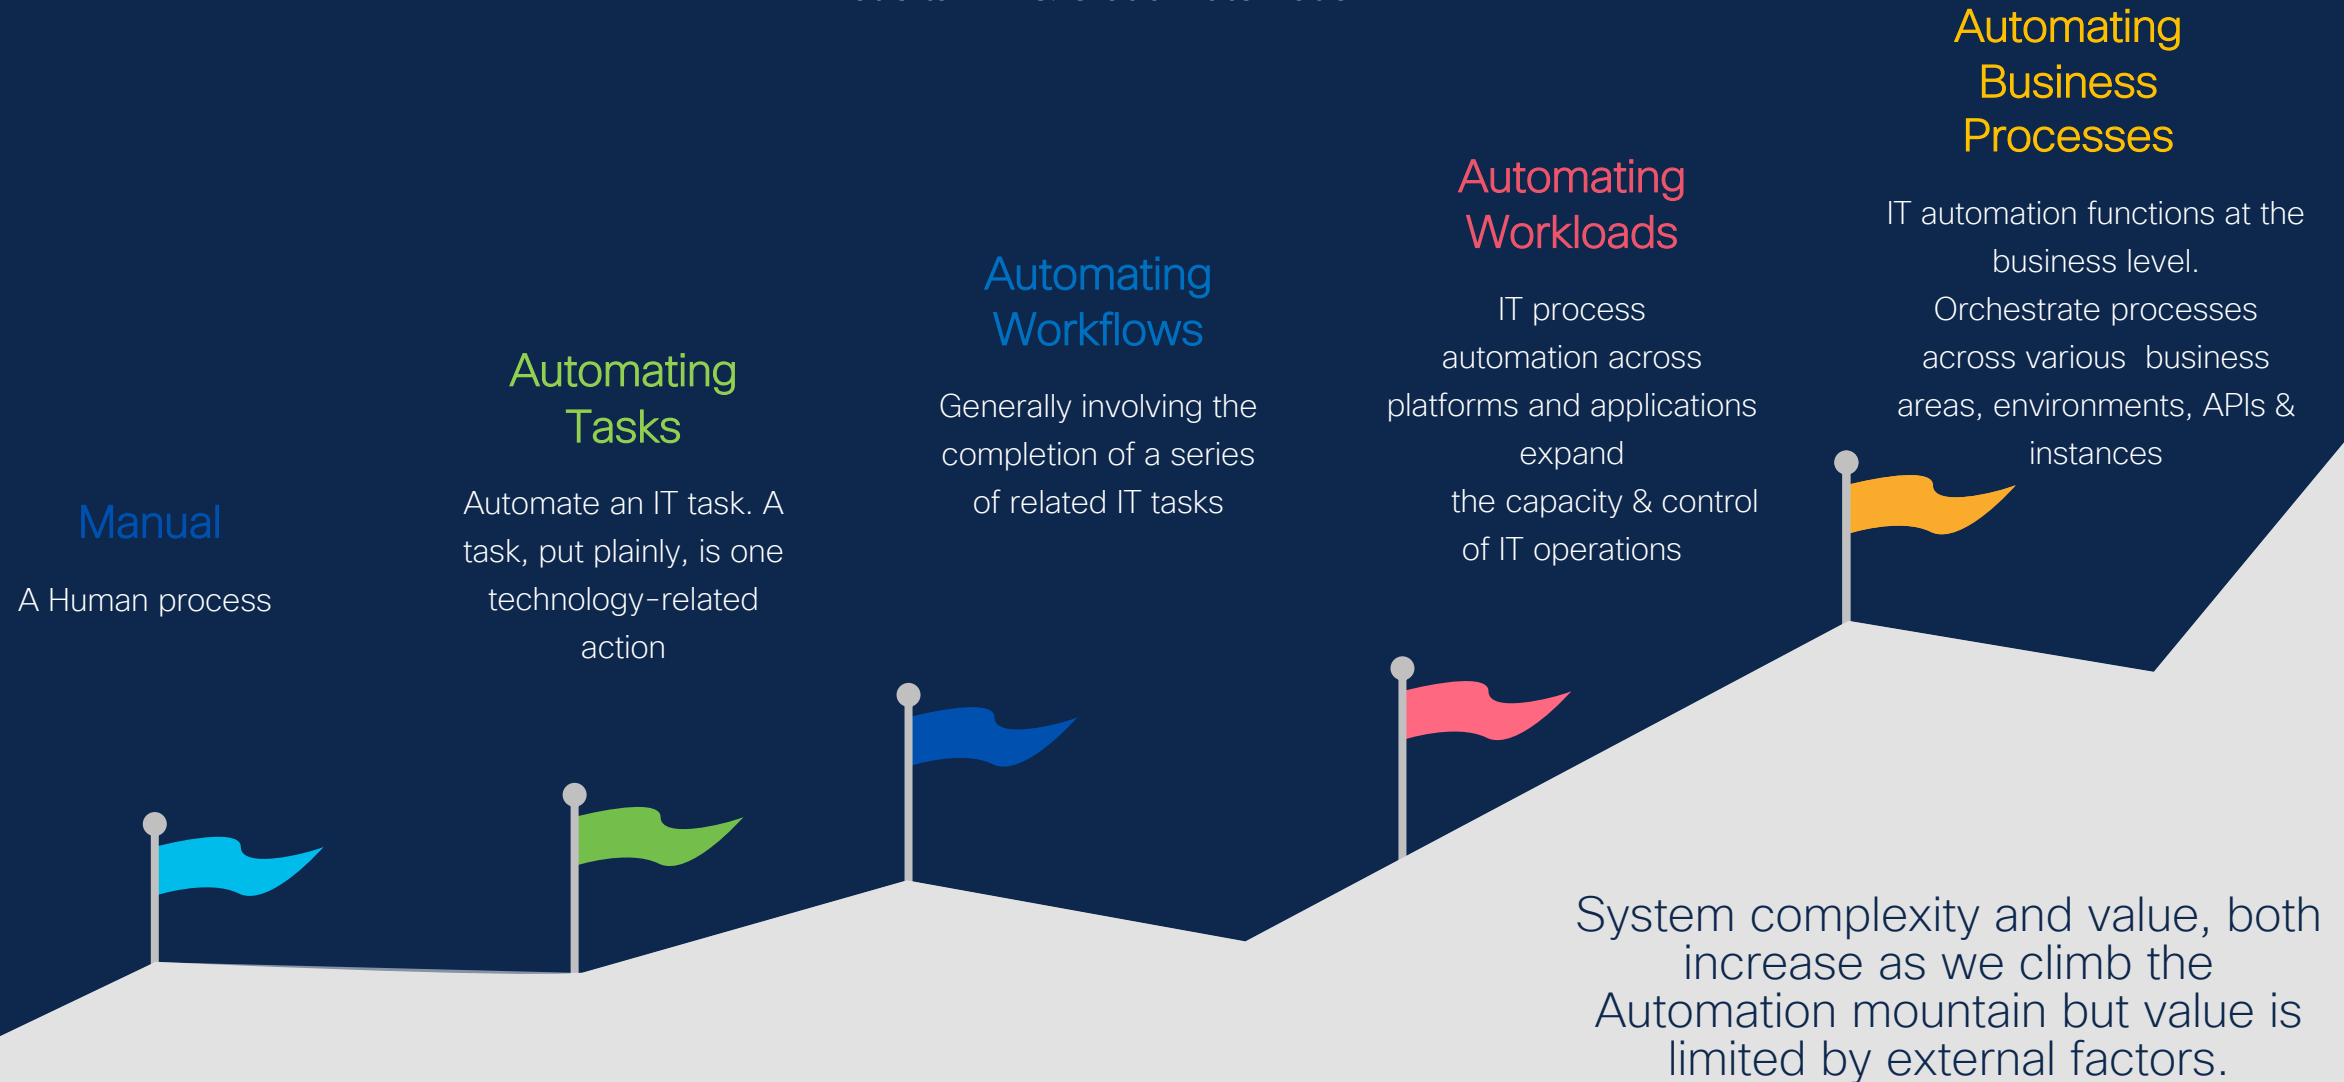 Manual
A Human process
Automating
Tasks
Automate an IT task. A
task, put plainly, is one
technology-related
action
Automating
Workflows
Generally involving the
completion of a series
of related IT tasks
Automating
Workloads
IT process
automation across
platforms and applications
expand
the capacity & control
of IT operations
Automating
Business
Processes
IT automation functions at the
business level.
Orchestrate processes
across various  business
areas, environments, APIs &
instances
System complexity and value, both
increase as we climb the
Automation mountain but value is
limited by external factors.